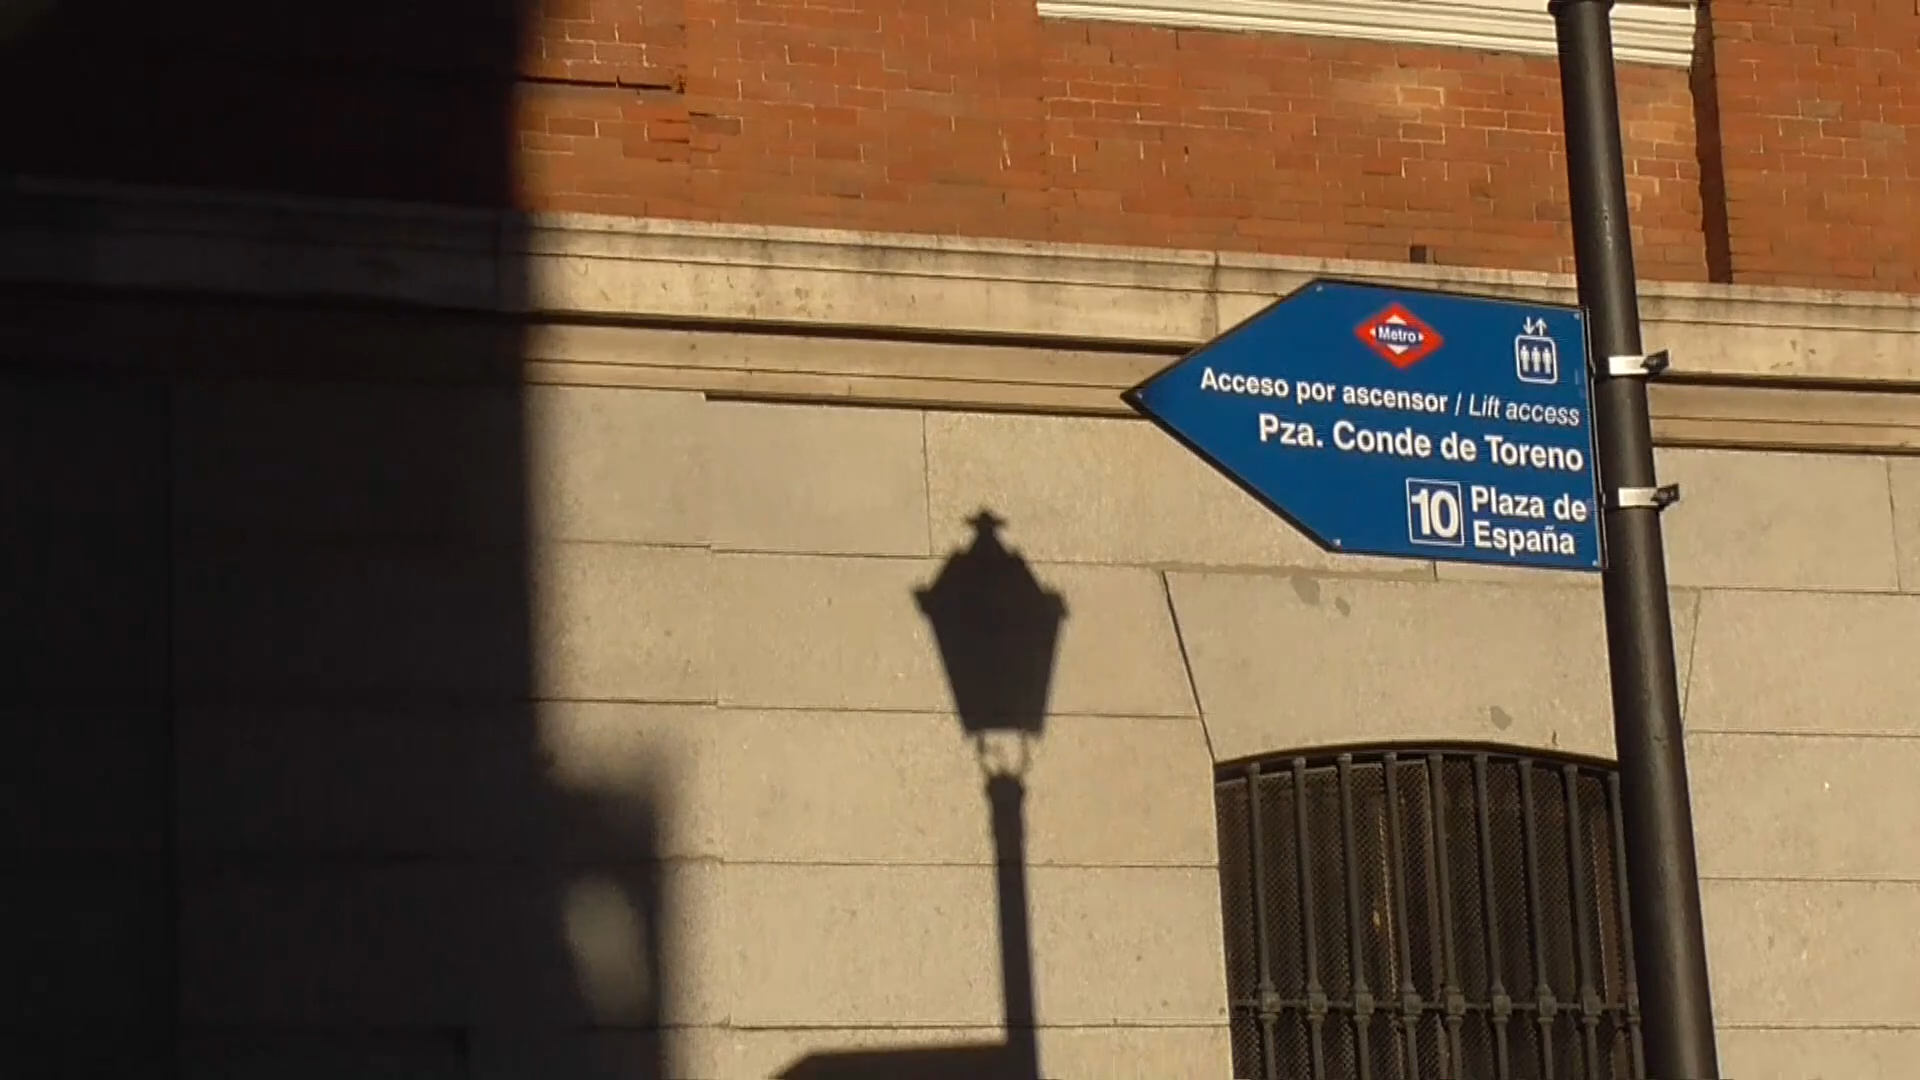 Metro
Acceso por ascensor / Lift access
Pza. Conde de Toreno
10 Plaza de
España